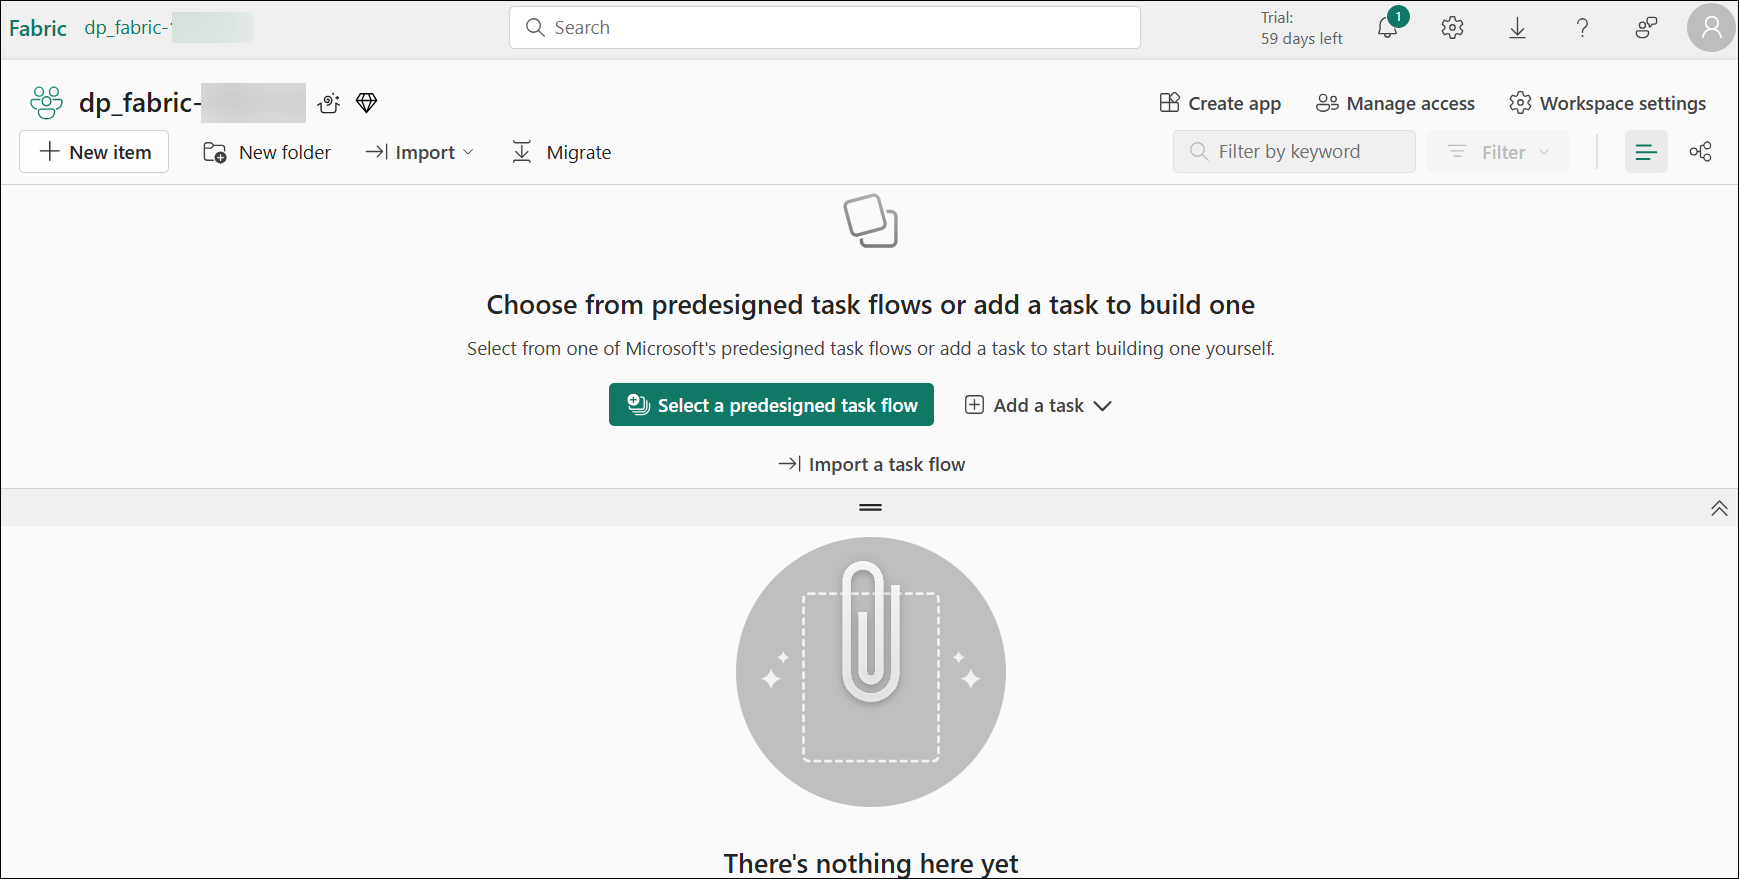 Fabric dp_fabric- Search Trial: 1
59 days left
dp_fabric- Create app Manage access Workspace settings
New item New folder Import Migrate Filter by keyword Filter
Choose from predesigned task flows or add a task to build one
Select from one of Microsoft's predesigned task flows or add a task to start building one yourself.
Select a predesigned task flow Add a task
Import a task flow
There's nothing here yet